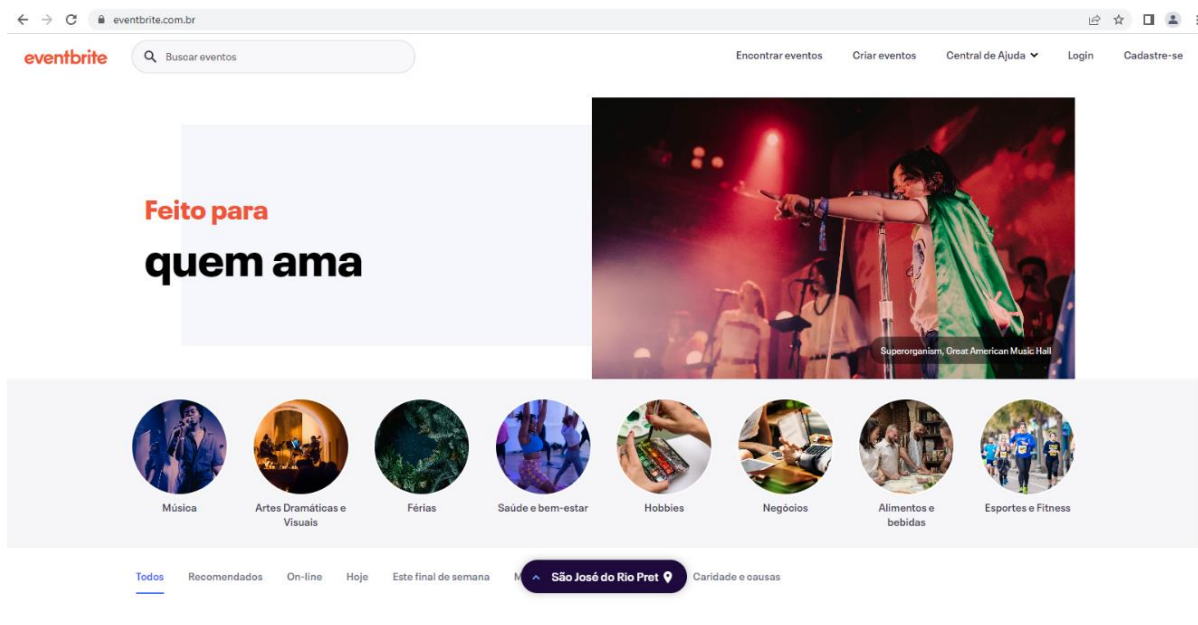 eventbrite.com.br
eventbrite
Buscar eventos
Encontrar eventos
Criar eventos
Central de Ajuda
Login
Cadastre-se
Feito para
quem ama
Superorganism, Great American Music Hall
Música
Artes Dramáticas e
Visuais
Férias
Saúde e bem-estar
Hobbies
Negócios
Alimentos e
bebidas
Esportes e Fitness
Todos
Recomendados
On-line
Hoje
Este final de semana
São José do Rio Pret
Caridade e causas